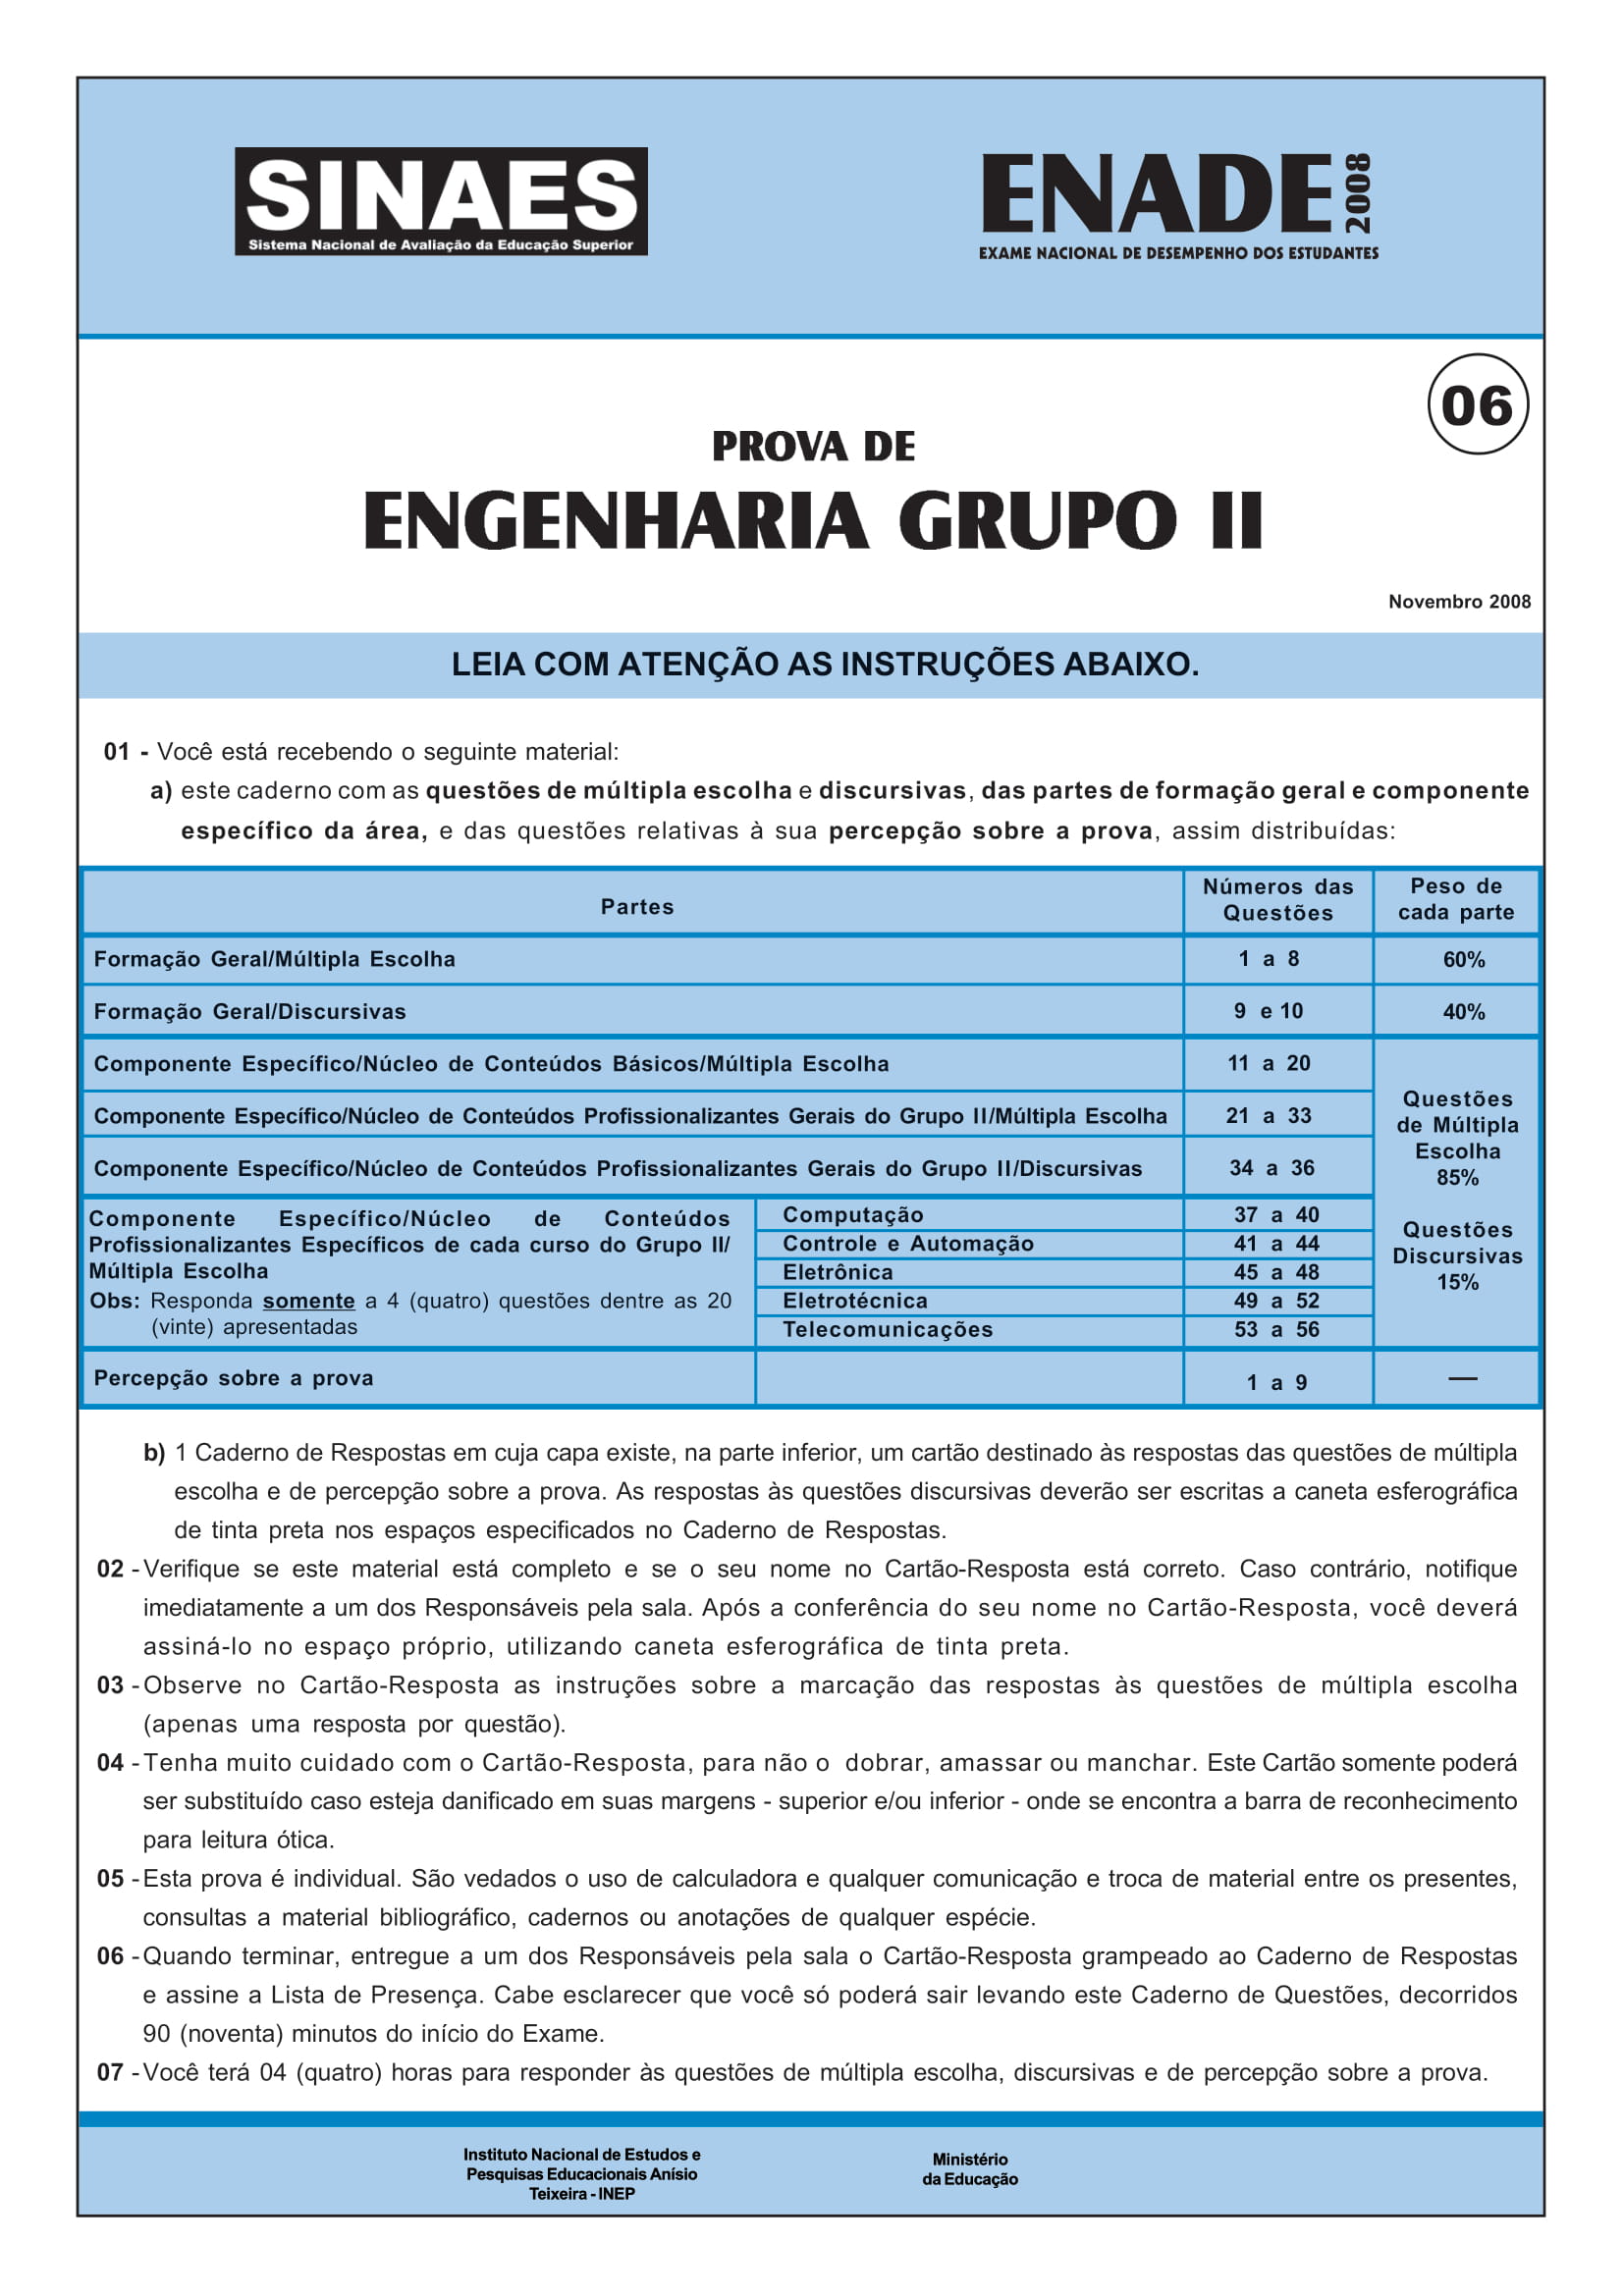 SINAES
Sistema Nacional de Avaliação da Educação Superior
ENADE 2008
EXAME NACIONAL DE DESEMPENHO DOS ESTUDANTES
06
PROVA DE
ENGENHARIA GRUPO II
Novembro 2008
LEIA COM ATENÇÃO AS INSTRUÇÕES ABAIXO.
01 - Você está recebendo o seguinte material:
a) este caderno com as questões de múltipla escolha e discursivas, das partes de formação geral e componente
específico da área, e das questões relativas à sua percepção sobre a prova, assim distribuídas:
Partes
Números das
Questões
Peso de
cada parte
Formação Geral/Múltipla Escolha
1 a 8
60%
Formação Geral/Discursivas
9 e 10
40%
Componente Específico/Núcleo de Conteúdos Básicos/Múltipla Escolha
11 a 20
Componente Específico/Núcleo de Conteúdos Profissionalizantes Gerais do Grupo II/Múltipla Escolha
21 a 33
Componente Específico/Núcleo de Conteúdos Profissionalizantes Gerais do Grupo II/Discursivas
34 a 36
Questões
de Múltipla
Escolha
85%
Questões
Discursivas
15%
Componente Específico/Núcleo de Conteúdos
Profissionalizantes Específicos de cada curso do Grupo II/
Múltipla Escolha
Obs: Responda somente a 4 (quatro) questões dentre as 20
(vinte) apresentadas
Computação
37 a 40
Controle e Automação
41 a 44
Eletrônica
45 a 48
Eletrotécnica
49 a 52
Telecomunicações
53 a 56
Percepção sobre a prova
1 a 9
—
b) 1 Caderno de Respostas em cuja capa existe, na parte inferior, um cartão destinado às respostas das questões de múltipla
escolha e de percepção sobre a prova. As respostas às questões discursivas deverão ser escritas a caneta esferográfica
de tinta preta nos espaços especificados no Caderno de Respostas.
02 - Verifique se este material está completo e se o seu nome no Cartão-Resposta está correto. Caso contrário, notifique
imediatamente a um dos Responsáveis pela sala. Após a conferência do seu nome no Cartão-Resposta, você deverá
assiná-lo no espaço próprio, utilizando caneta esferográfica de tinta preta.
03 - Observe no Cartão-Resposta as instruções sobre a marcação das respostas às questões de múltipla escolha
(apenas uma resposta por questão).
04 - Tenha muito cuidado com o Cartão-Resposta, para não o dobrar, amassar ou manchar. Este Cartão somente poderá
ser substituído caso esteja danificado em suas margens - superior e/ou inferior - onde se encontra a barra de reconhecimento
para leitura ótica.
05 - Esta prova é individual. São vedados o uso de calculadora e qualquer comunicação e troca de material entre os presentes,
consultas a material bibliográfico, cadernos ou anotações de qualquer espécie.
06 - Quando terminar, entregue a um dos Responsáveis pela sala o Cartão-Resposta grampeado ao Caderno de Respostas
e assine a Lista de Presença. Cabe esclarecer que você só poderá sair levando este Caderno de Questões, decorridos
90 (noventa) minutos do início do Exame.
07 - Você terá 04 (quatro) horas para responder às questões de múltipla escolha, discursivas e de percepção sobre a prova.
Instituto Nacional de Estudos e
Pesquisas Educacionais Anísio
Teixeira - INEP
Ministério
da Educação